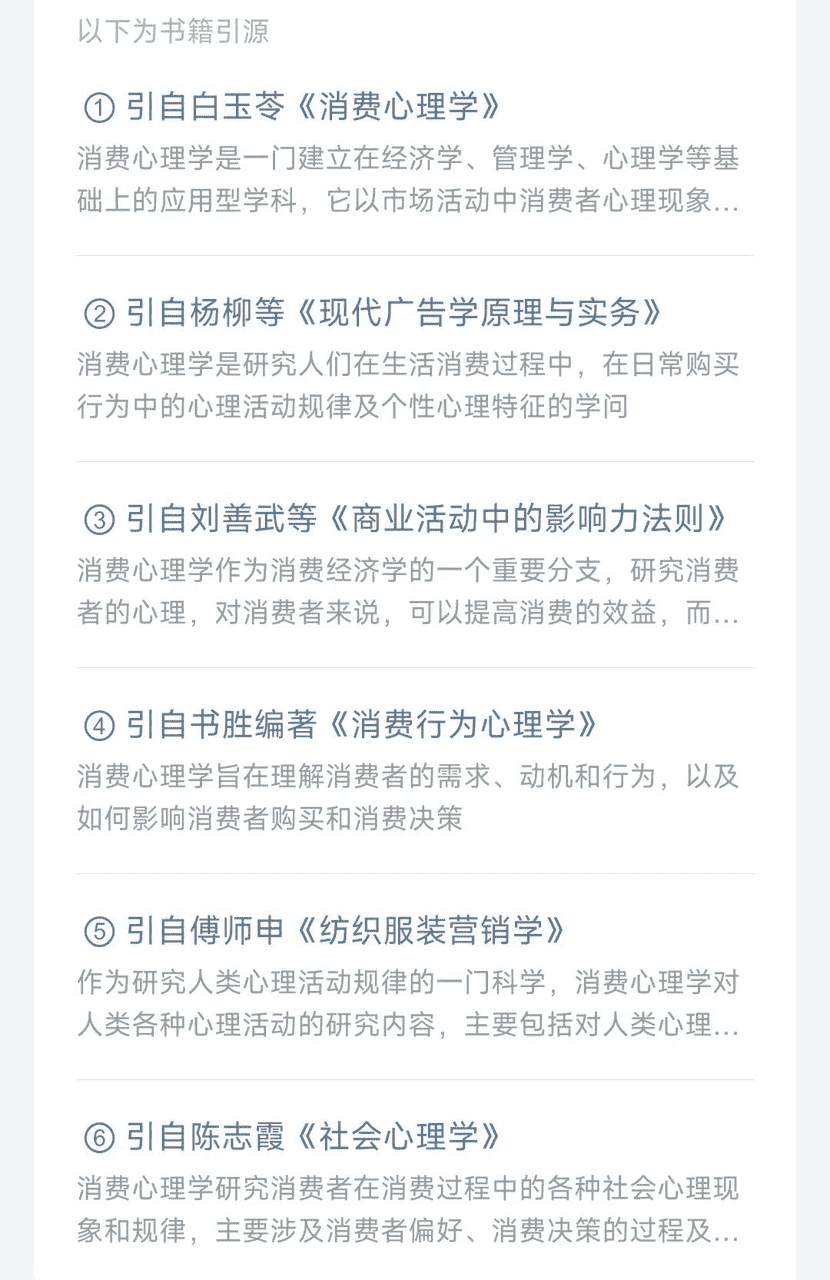 以下为书籍引源
① 引自白玉苓《消费心理学》
消费心理学是一门建立在经济学、管理学、心理学等基
础上的应用型学科，它以市场活动中消费者心理现象...
② 引自杨柳等《现代广告学原理与实务》
消费心理学是研究人们在生活消费过程中，在日常购买
行为中的心理活动规律及个性心理特征的学问
③ 引自刘善武等《商业活动中的影响力法则》
消费心理学作为消费经济学的一个重要分支，研究消费
者的心理，对消费者来说，可以提高消费的效益，而...
④ 引自书胜编著《消费行为心理学》
消费心理学旨在理解消费者的需求、动机和行为，以及
如何影响消费者购买和消费决策
⑤ 引自傅师申《纺织服装营销学》
作为研究人类心理活动规律的一门科学，消费心理学对
人类各种心理活动的研究内容，主要包括对人类心理...
⑥ 引自陈志霞《社会心理学》
消费心理学研究消费者在消费过程中的各种社会心理现
象和规律，主要涉及消费者偏好、消费决策的过程及...